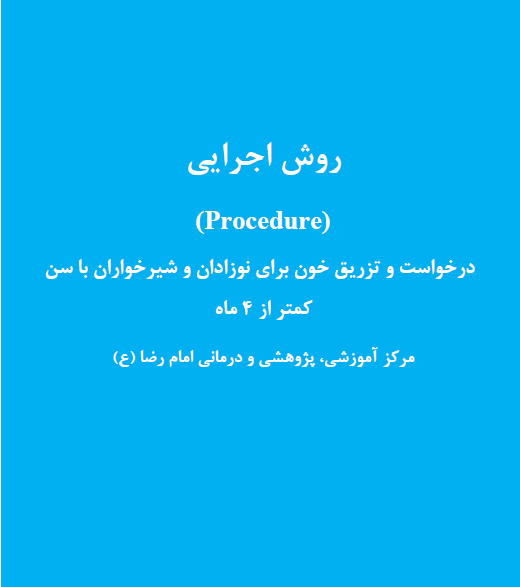 روش اجرایی
(Procedure)
درخواست و تزریق خون برای نوزادان و شیرخواران با سن
کمتر از ۴ ماه
مرکز آموزشی، پژوهشی و درمانی امام رضا (ع)